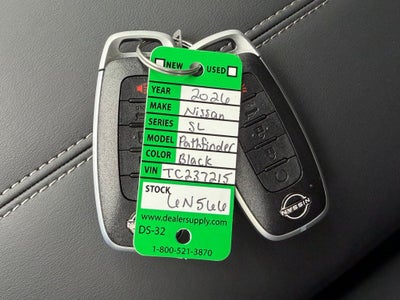 NEW USED
YEAR 2026
MAKE Nissan
SERIES SL
MODEL Pathfinder
COLOR Black
VIN TC237215
STOCK 6N566
www.dealersupply.com
DS-32
1-800-521-3870
NISSAN